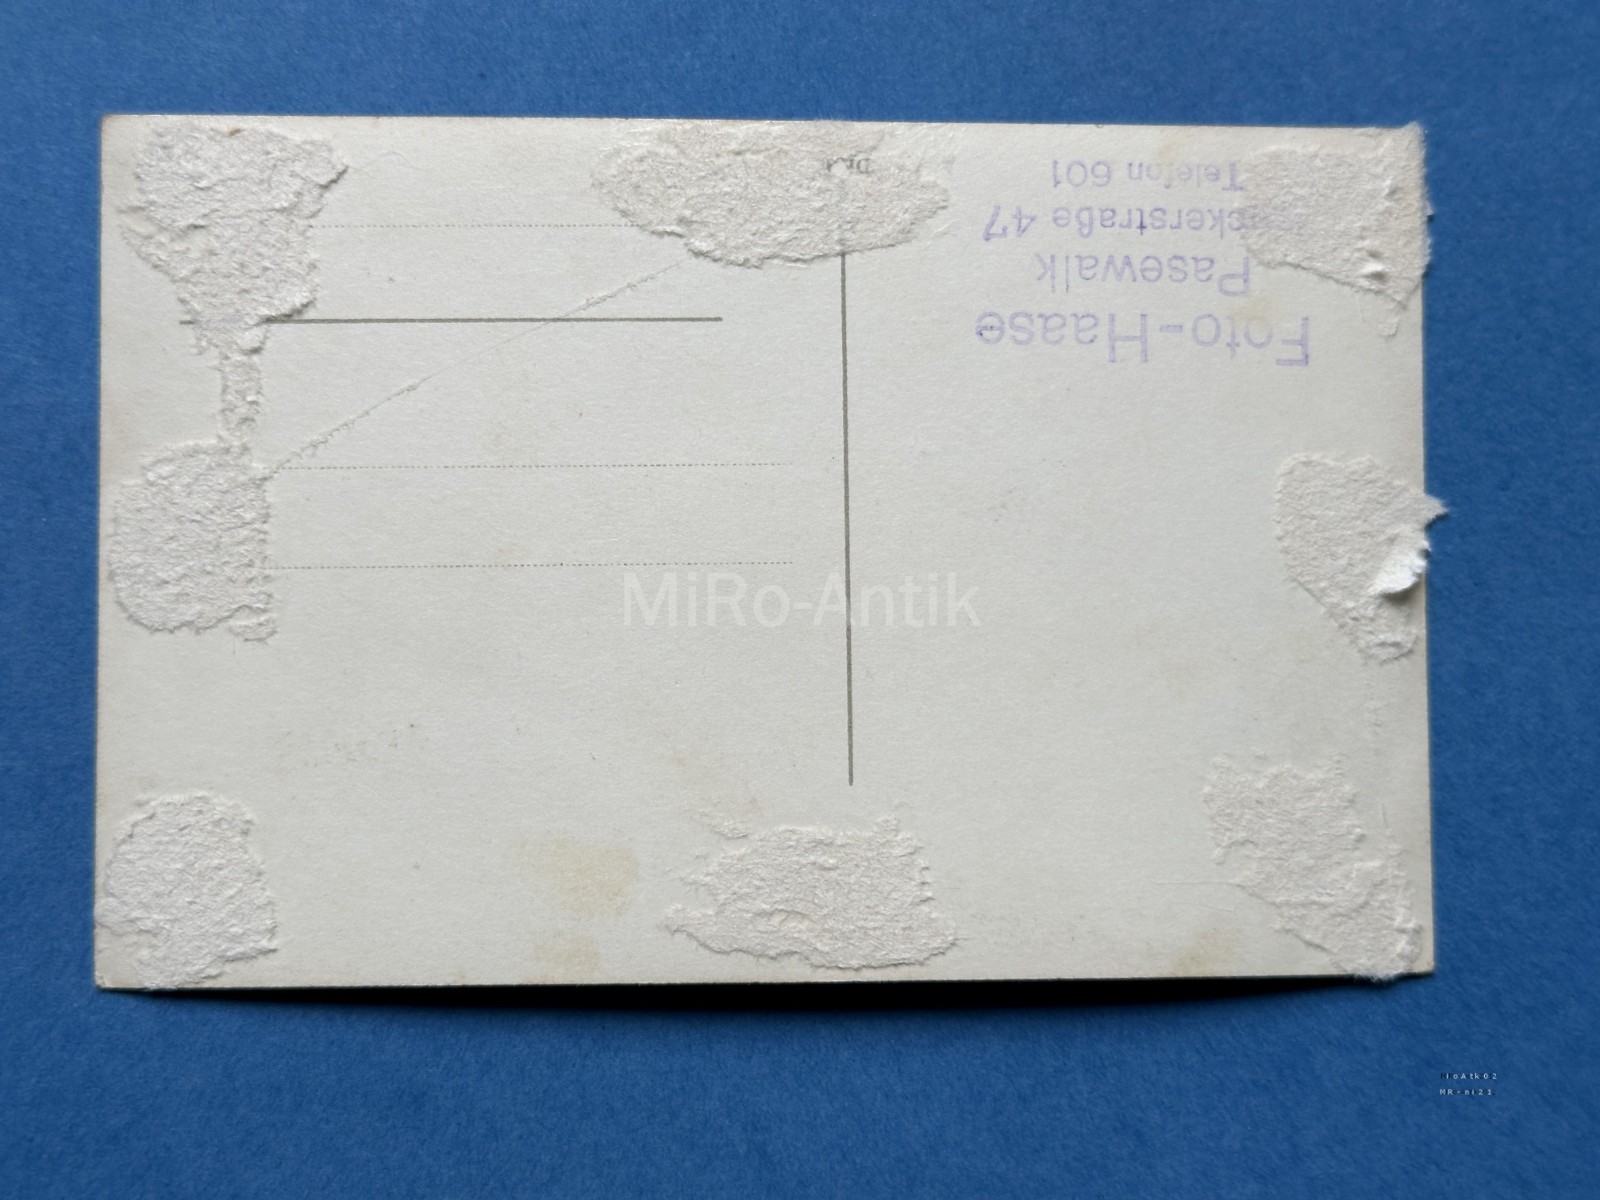 Foto-Haase
Pasewalk
ckerstraße 47
Telefon 601
MiRo-Antik